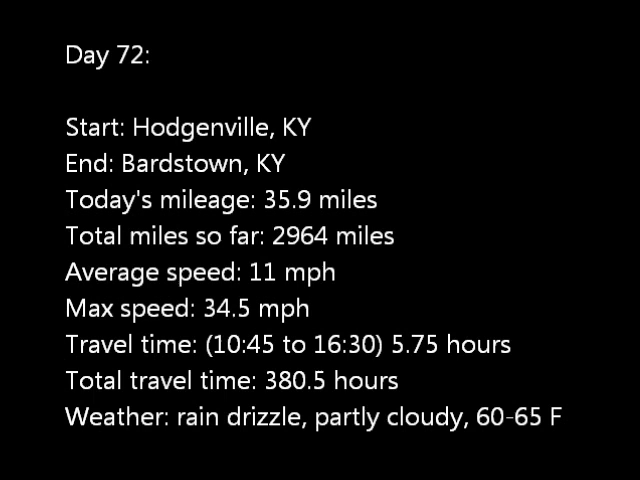 Day 72:
Start: Hodgenville, KY
End: Bardstown, KY
Today's mileage: 35.9 miles
Total miles so far: 2964 miles
Average speed: 11 mph
Max speed: 34.5 mph
Travel time: (10:45 to 16:30) 5.75 hours
Total travel time: 380.5 hours
Weather: rain drizzle, partly cloudy, 60-65 F